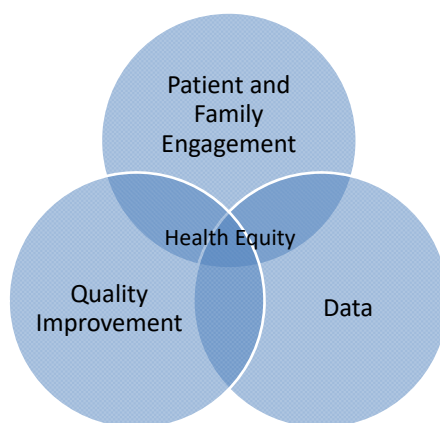 Patient and
Family
Engagement
Health Equity
Quality
Improvement
Data